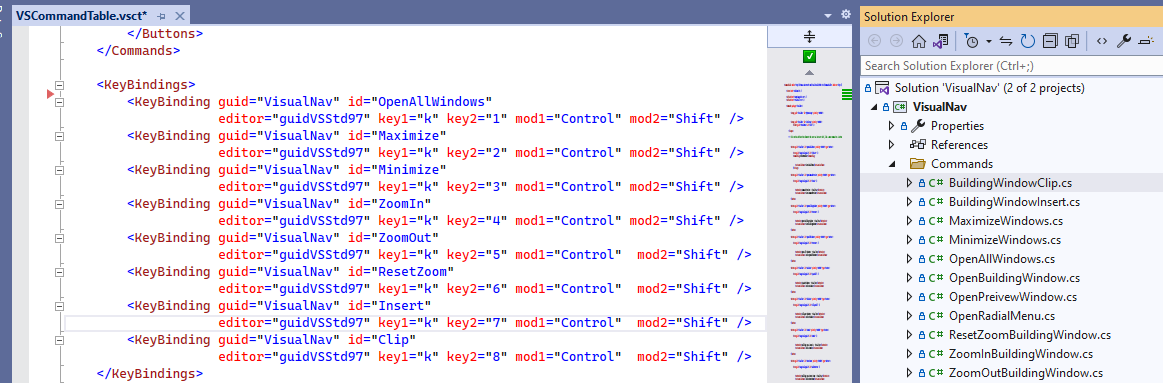 VSCommandTable.vsct*
</Buttons>
</Commands>
<KeyBindings>
<KeyBinding guid="VisualNav" id="OpenAllWindows"
editor="guidVSStd97" key1="k" key2="1" mod1="Control" mod2="Shift" />
<KeyBinding guid="VisualNav" id="Maximize"
editor="guidVSStd97" key1="k" key2="2" mod1="Control" mod2="Shift" />
<KeyBinding guid="VisualNav" id="Minimize"
editor="guidVSStd97" key1="k" key2="3" mod1="Control" mod2="Shift" />
<KeyBinding guid="VisualNav" id="ZoomIn"
editor="guidVSStd97" key1="k" key2="4" mod1="Control" mod2="Shift" />
<KeyBinding guid="VisualNav" id="ZoomOut"
editor="guidVSStd97" key1="k" key2="5" mod1="Control"  mod2="Shift" />
<KeyBinding guid="VisualNav" id="ResetZoom"
editor="guidVSStd97" key1="k" key2="6" mod1="Control"  mod2="Shift" />
<KeyBinding guid="VisualNav" id="Insert"
editor="guidVSStd97" key1="k" key2="7" mod1="Control"  mod2="Shift" />
<KeyBinding guid="VisualNav" id="Clip"
editor="guidVSStd97" key1="k" key2="8" mod1="Control"  mod2="Shift" />
</KeyBindings>
Solution Explorer
Search Solution Explorer (Ctrl+;)
Solution 'VisualNav' (2 of 2 projects)
C# VisualNav
Properties
References
Commands
C# BuildingWindowClip.cs
C# BuildingWindowInsert.cs
C# MaximizeWindows.cs
C# MinimizeWindows.cs
C# OpenAllWindows.cs
C# OpenBuildingWindow.cs
C# OpenPreivewWindow.cs
C# OpenRadialMenu.cs
C# ResetZoomBuildingWindow.cs
C# ZoomInBuildingWindow.cs
C# ZoomOutBuildingWindow.cs